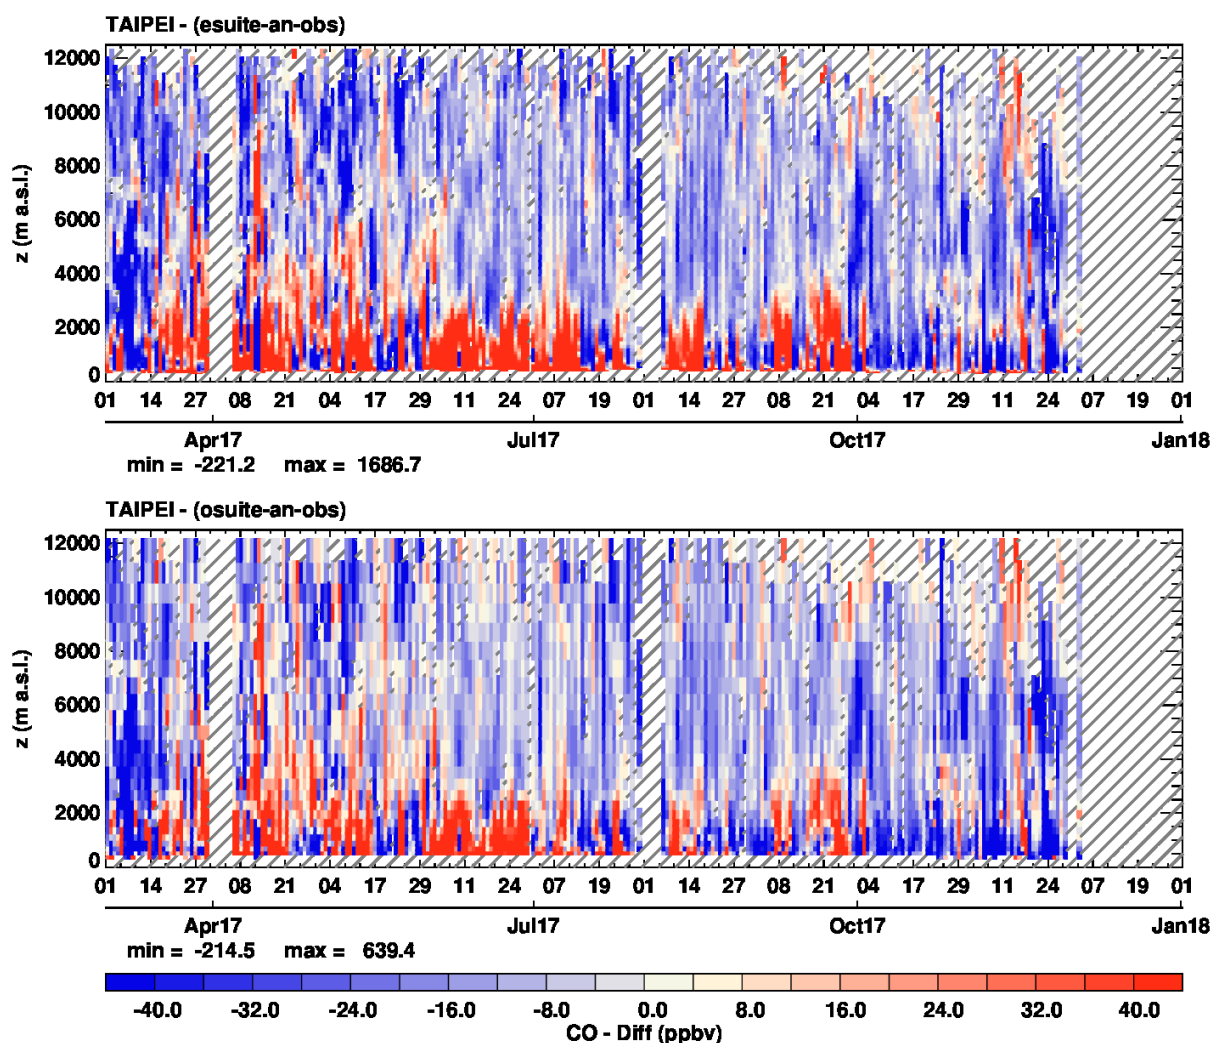 TAIPEI - (esuite-an-obs)
12000
10000
8000
6000
4000
2000
0
z (m a.s.l.)
01 14 27 08 21 04 17 29 11 24 07 19 01 14 27 08 21 04 17 29 11 24 07 19 01
Apr17 Jul17 Oct17 Jan18
min = -221.2 max = 1686.7
TAIPEI - (osuite-an-obs)
12000
10000
8000
6000
4000
2000
0
z (m a.s.l.)
01 14 27 08 21 04 17 29 11 24 07 19 01 14 27 08 21 04 17 29 11 24 07 19 01
Apr17 Jul17 Oct17 Jan18
min = -214.5 max = 639.4
-40.0 -32.0 -24.0 -16.0 -8.0 0.0 8.0 16.0 24.0 32.0 40.0
CO - Diff (ppbv)